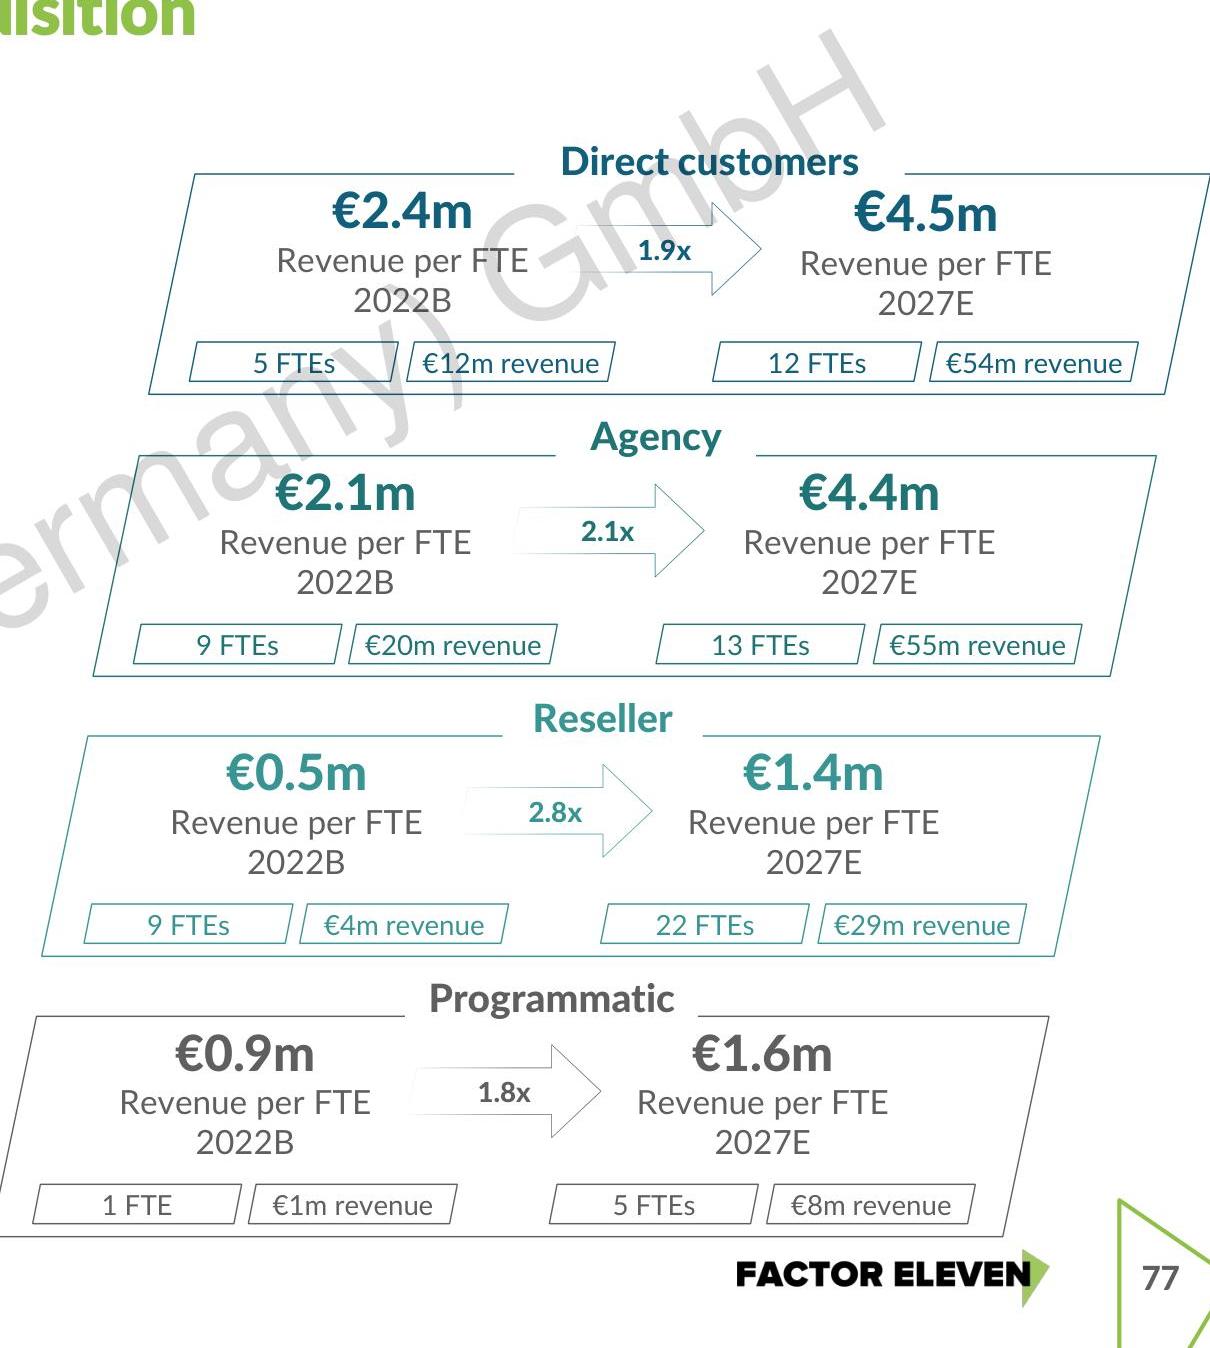 Direct customers
€2.4m
Revenue per FTE
2022B
1.9x
€4.5m
Revenue per FTE
2027E
5 FTEs
€12m revenue
12 FTEs
€54m revenue
Agency
€2.1m
Revenue per FTE
2022B
2.1x
€4.4m
Revenue per FTE
2027E
9 FTEs
€20m revenue
13 FTEs
€55m revenue
Reseller
€0.5m
Revenue per FTE
2022B
2.8x
€1.4m
Revenue per FTE
2027E
9 FTEs
€4m revenue
22 FTEs
€29m revenue
Programmatic
€0.9m
Revenue per FTE
2022B
1.8x
€1.6m
Revenue per FTE
2027E
1 FTE
€1m revenue
5 FTEs
€8m revenue
FACTOR ELEVEN
77
ermany) GmbH